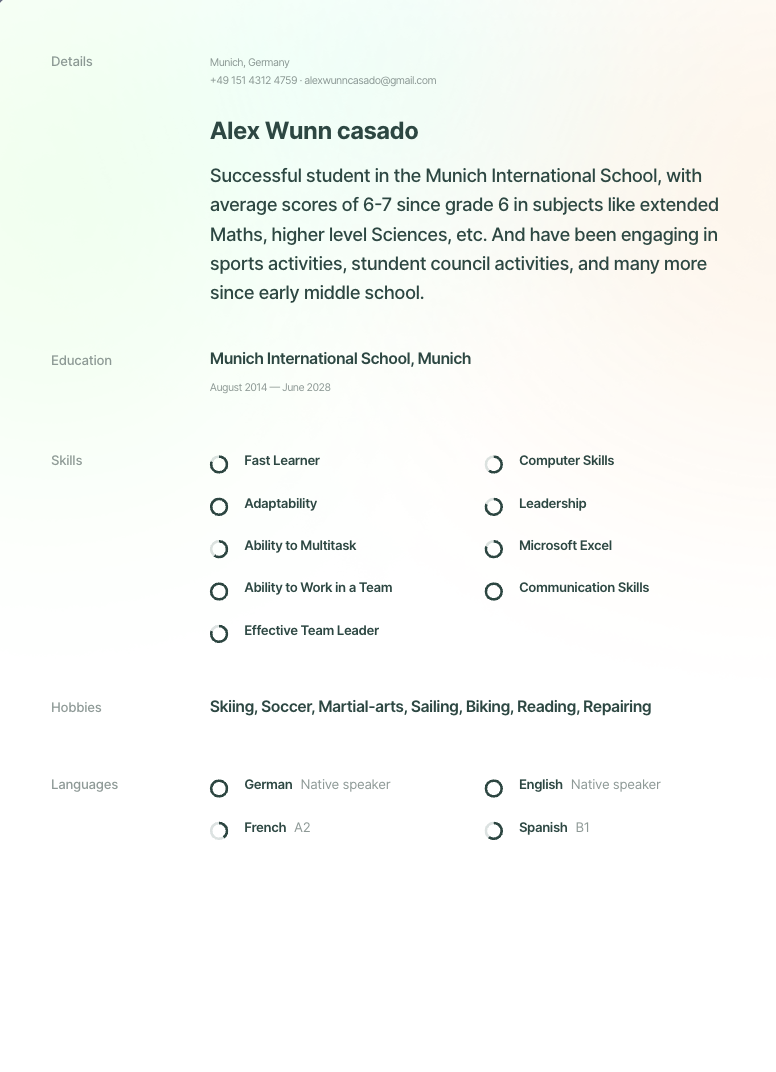 Details
Munich, Germany
+49 151 4312 4759 · alexwunncasado@gmail.com
Alex Wunn casado
Successful student in the Munich International School, with
average scores of 6-7 since grade 6 in subjects like extended
Maths, higher level Sciences, etc. And have been engaging in
sports activities, stundent council activities, and many more
since early middle school.
Education
Munich International School, Munich
August 2014 — June 2028
Skills
Fast Learner
Computer Skills
Adaptability
Leadership
Ability to Multitask
Microsoft Excel
Ability to Work in a Team
Communication Skills
Effective Team Leader
Hobbies
Skiing, Soccer, Martial-arts, Sailing, Biking, Reading, Repairing
Languages
German Native speaker
English Native speaker
French A2
Spanish B1